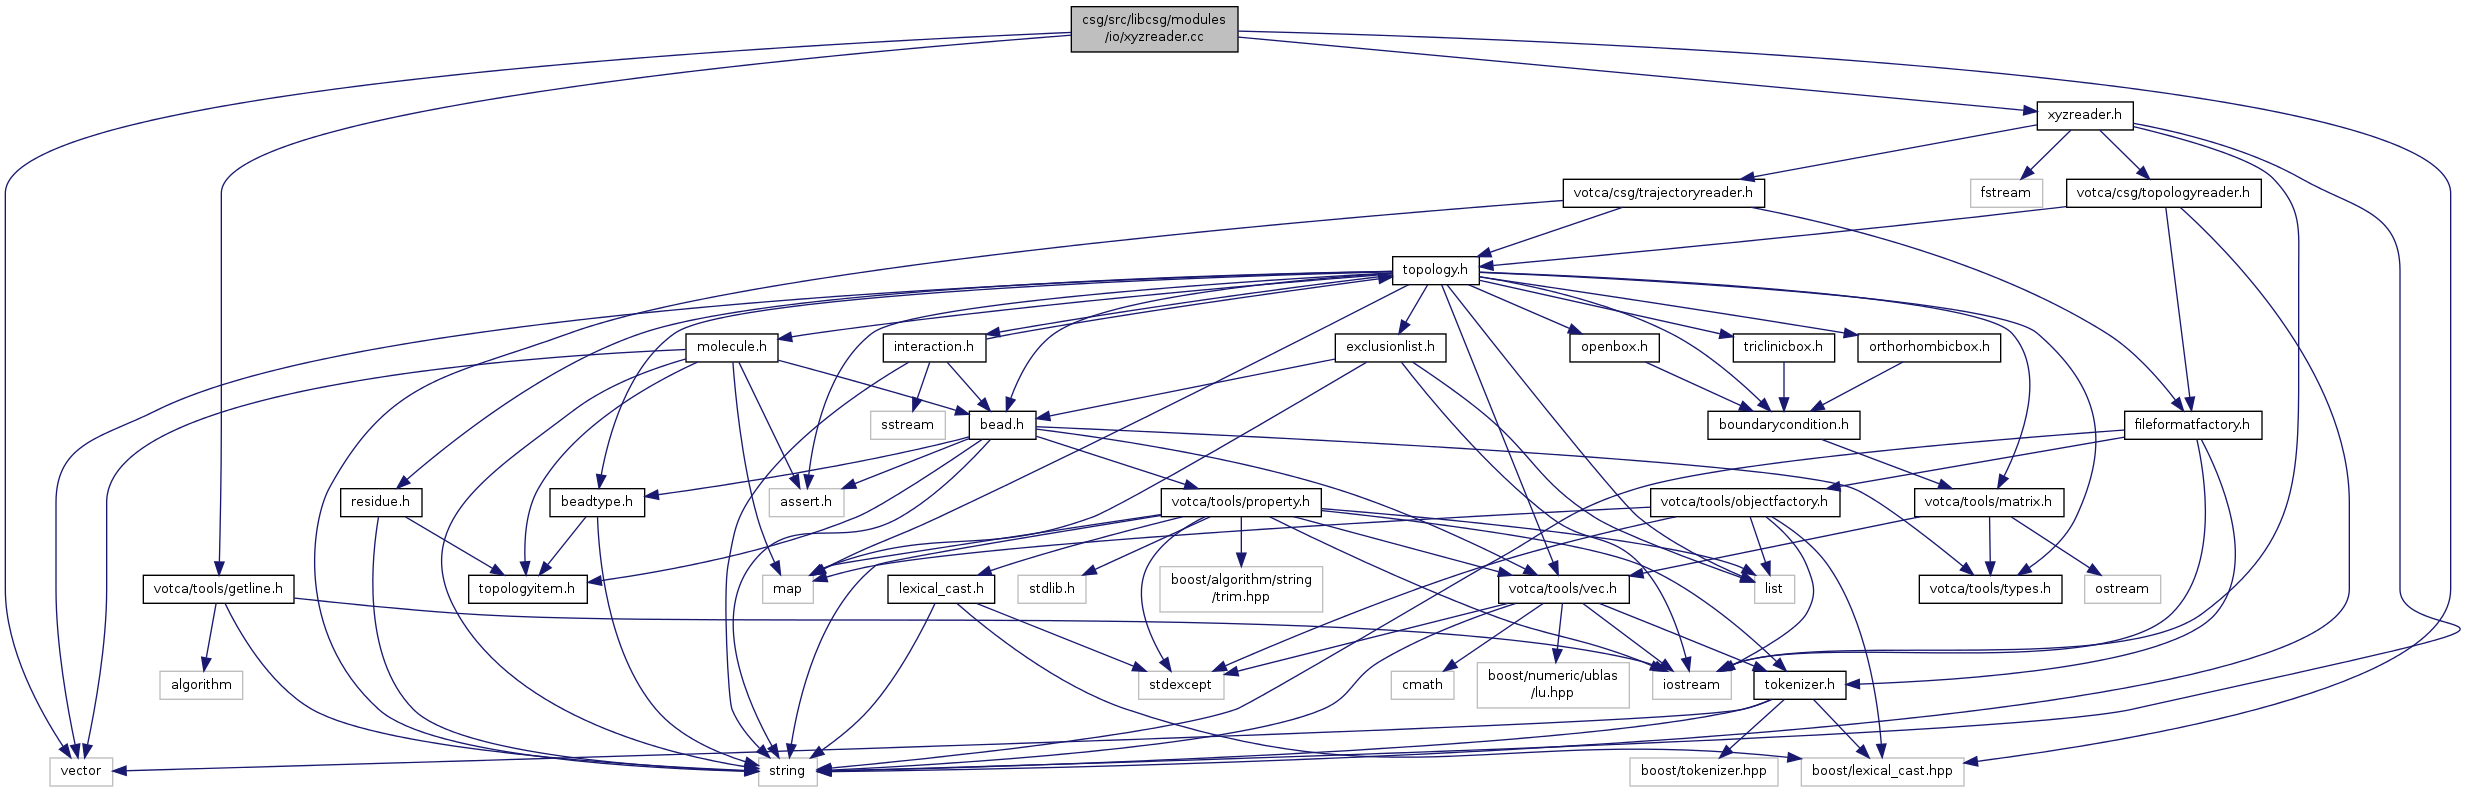 csg/src/libcsg/modules
/io/xyzreader.cc
xyzreader.h
votca/csg/trajectoryreader.h
fstream
votca/csg/topologyreader.h
topology.h
molecule.h
interaction.h
exclusionlist.h
openbox.h
triclinicbox.h
orthorhombicbox.h
sstream
bead.h
boundarycondition.h
fileformatfactory.h
residue.h
beadtype.h
assert.h
votca/tools/property.h
votca/tools/objectfactory.h
votca/tools/matrix.h
votca/tools/getline.h
topologyitem.h
map
lexical_cast.h
stdlib.h
boost/algorithm/string
/trim.hpp
votca/tools/vec.h
list
votca/tools/types.h
ostream
algorithm
stdexcept
cmath
boost/numeric/ublas
/lu.hpp
iostream
tokenizer.h
vector
string
boost/tokenizer.hpp
boost/lexical_cast.hpp